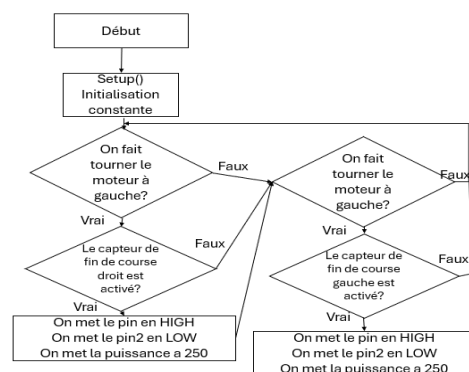 Début
Setup()
Initialisation
constante
On fait
tourner le
moteur à
gauche?
Faux
Vrai
Le capteur de
fin de course
droit est
activé?
Faux
Vrai
On met le pin en HIGH
On met le pin2 en LOW
On met la puissance a 250
On fait
tourner le
moteur à
gauche?
Faux
Vrai
Le capteur de
fin de course
gauche est
activé?
Faux
Vrai
On met le pin en HIGH
On met le pin2 en LOW
On met la puissance a 250